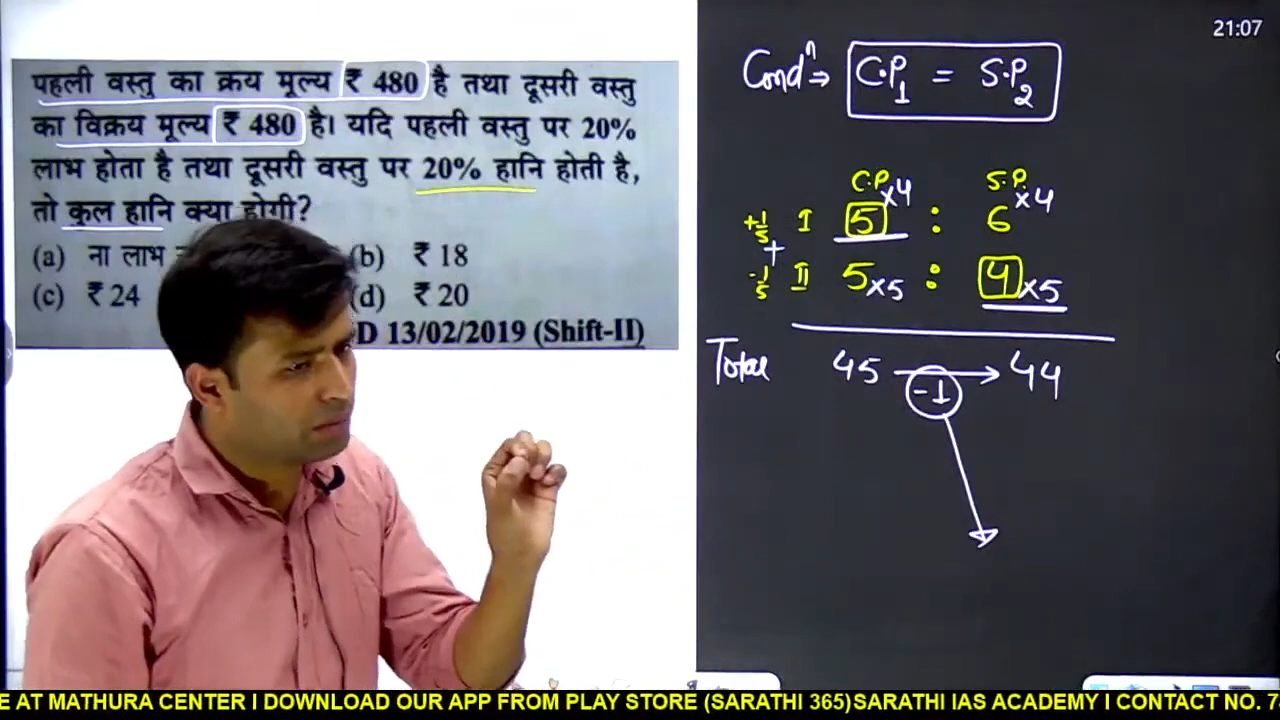 21:07
पहली वस्तु का क्रय मूल्य ₹ 480 है तथा दूसरी वस्तु
का विक्रय मूल्य ₹ 480 है। यदि पहली वस्तु पर 20%
लाभ होता है तथा दूसरी वस्तु पर 20% हानि होती है,
तो कुल हानि क्या होगी?
(a) ना लाभ (b) ₹ 18
(c) ₹ 24 (d) ₹ 20
D 13/02/2019 (Shift-II)
Condⁿ ⇒ C.P₁ = S.P₂
C.P. S.P.
+1/5 I 5×4 : 6×4
+
-1/5 II 5×5 : 4×5
Total 45 → 44
-1
E AT MATHURA CENTER I DOWNLOAD OUR APP FROM PLAY STORE (SARATHI 365)SARATHI IAS ACADEMY I CONTACT NO. 7